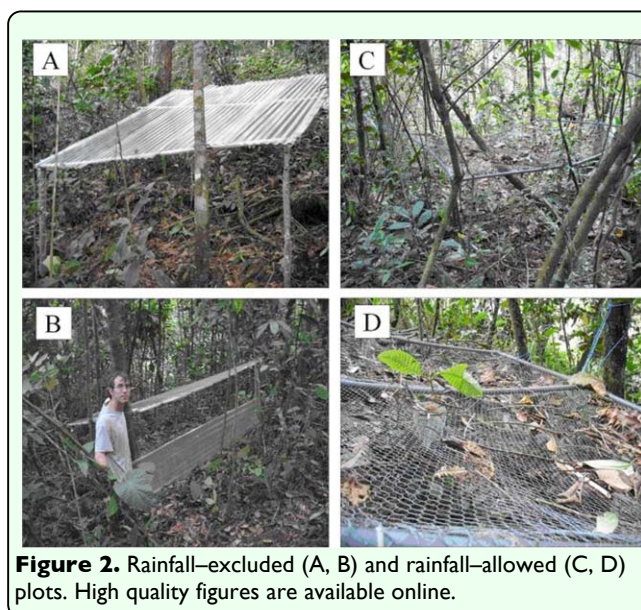 A
C
B
D
Figure 2. Rainfall–excluded (A, B) and rainfall–allowed (C, D)
plots. High quality figures are available online.